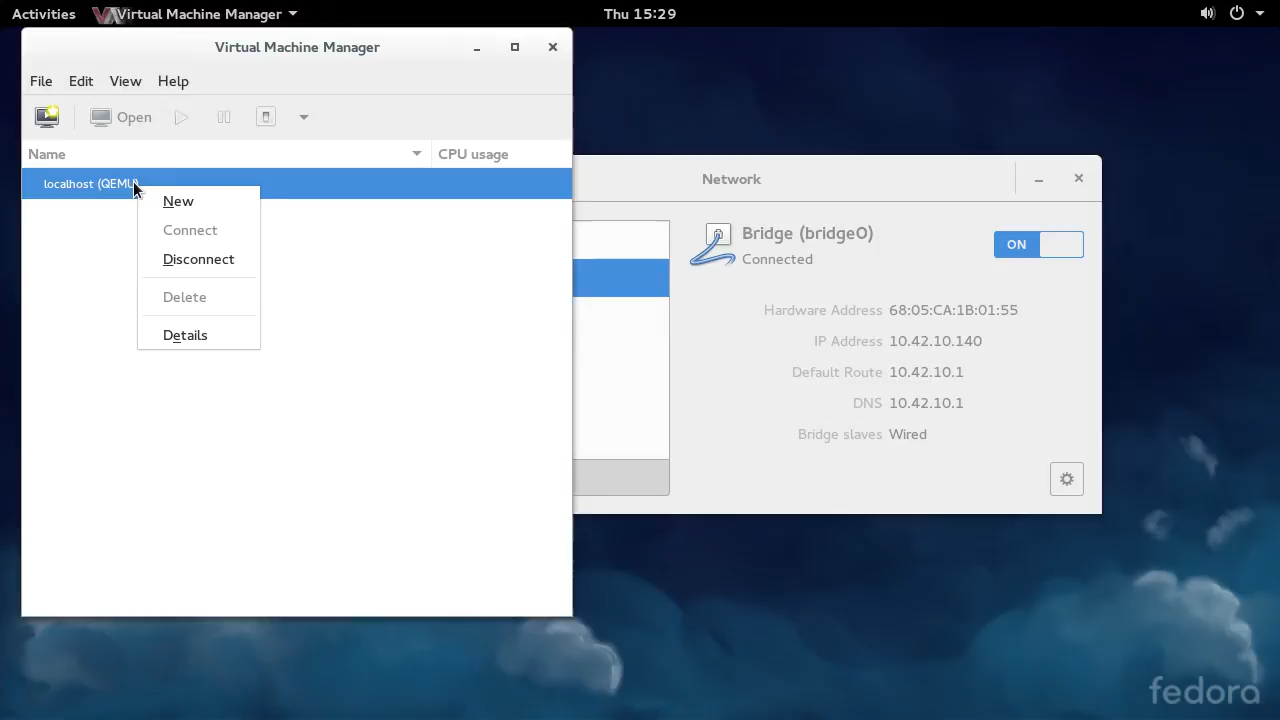 Activities Virtual Machine Manager Thu 15:29
Virtual Machine Manager
File Edit View Help
Open
Name CPU usage
localhost (QEMU)
New
Connect
Disconnect
Delete
Details
Network
Bridge (bridge0)
Connected
ON
Hardware Address 68:05:CA:1B:01:55
IP Address 10.42.10.140
Default Route 10.42.10.1
DNS 10.42.10.1
Bridge slaves Wired
fedora